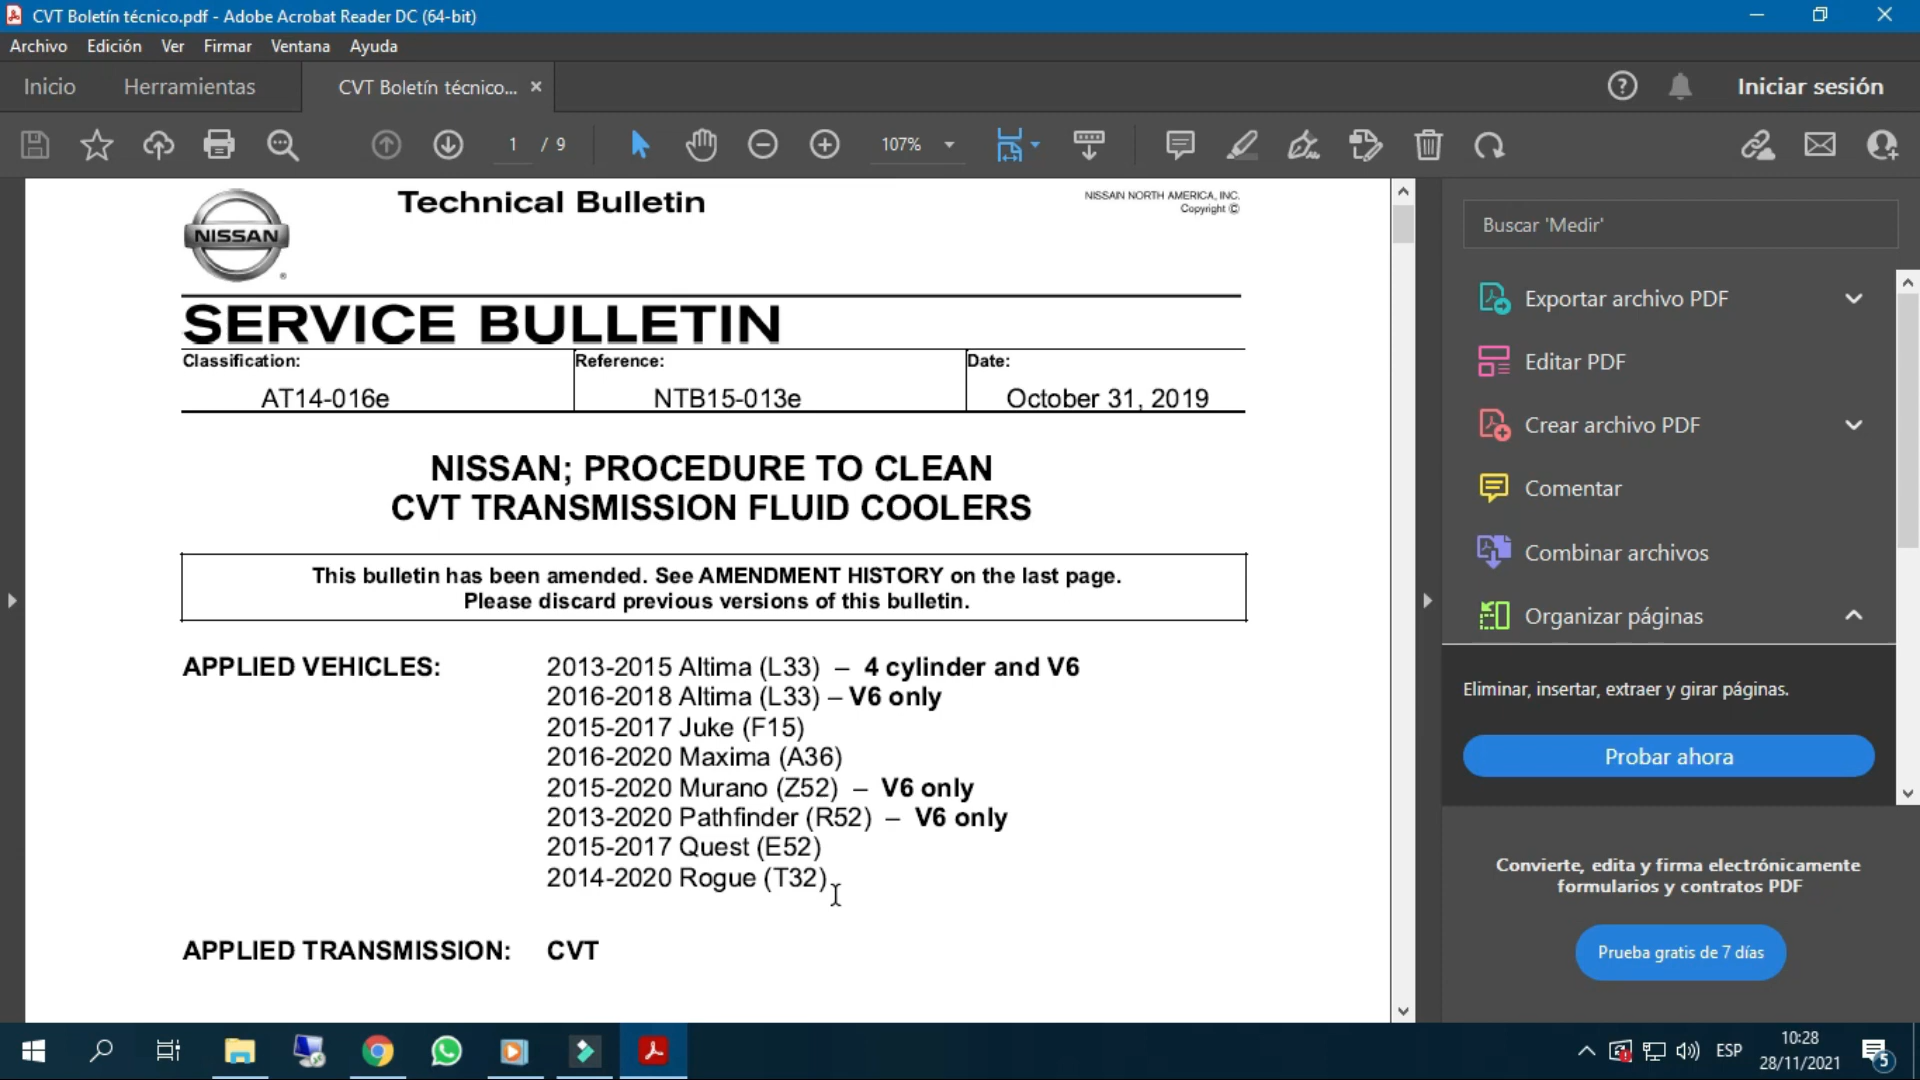 CVT Boletín técnico.pdf - Adobe Acrobat Reader DC (64-bit)
Archivo Edición Ver Firmar Ventana Ayuda
Inicio Herramientas CVT Boletín técnico... × Iniciar sesión
1 / 9 107%
NISSAN
Technical Bulletin
NISSAN NORTH AMERICA, INC.
Copyright ©
SERVICE BULLETIN
Classification: Reference: Date:
AT14-016e NTB15-013e October 31, 2019
NISSAN; PROCEDURE TO CLEAN
CVT TRANSMISSION FLUID COOLERS
This bulletin has been amended. See AMENDMENT HISTORY on the last page.
Please discard previous versions of this bulletin.
APPLIED VEHICLES: 2013-2015 Altima (L33) – 4 cylinder and V6
2016-2018 Altima (L33) – V6 only
2015-2017 Juke (F15)
2016-2020 Maxima (A36)
2015-2020 Murano (Z52) – V6 only
2013-2020 Pathfinder (R52) – V6 only
2015-2017 Quest (E52)
2014-2020 Rogue (T32)
APPLIED TRANSMISSION: CVT
Buscar 'Medir'
Exportar archivo PDF
Editar PDF
Crear archivo PDF
Comentar
Combinar archivos
Organizar páginas
Eliminar, insertar, extraer y girar páginas.
Probar ahora
Convierte, edita y firma electrónicamente
formularios y contratos PDF
Prueba gratis de 7 días
ESP
10:28
28/11/2021
5